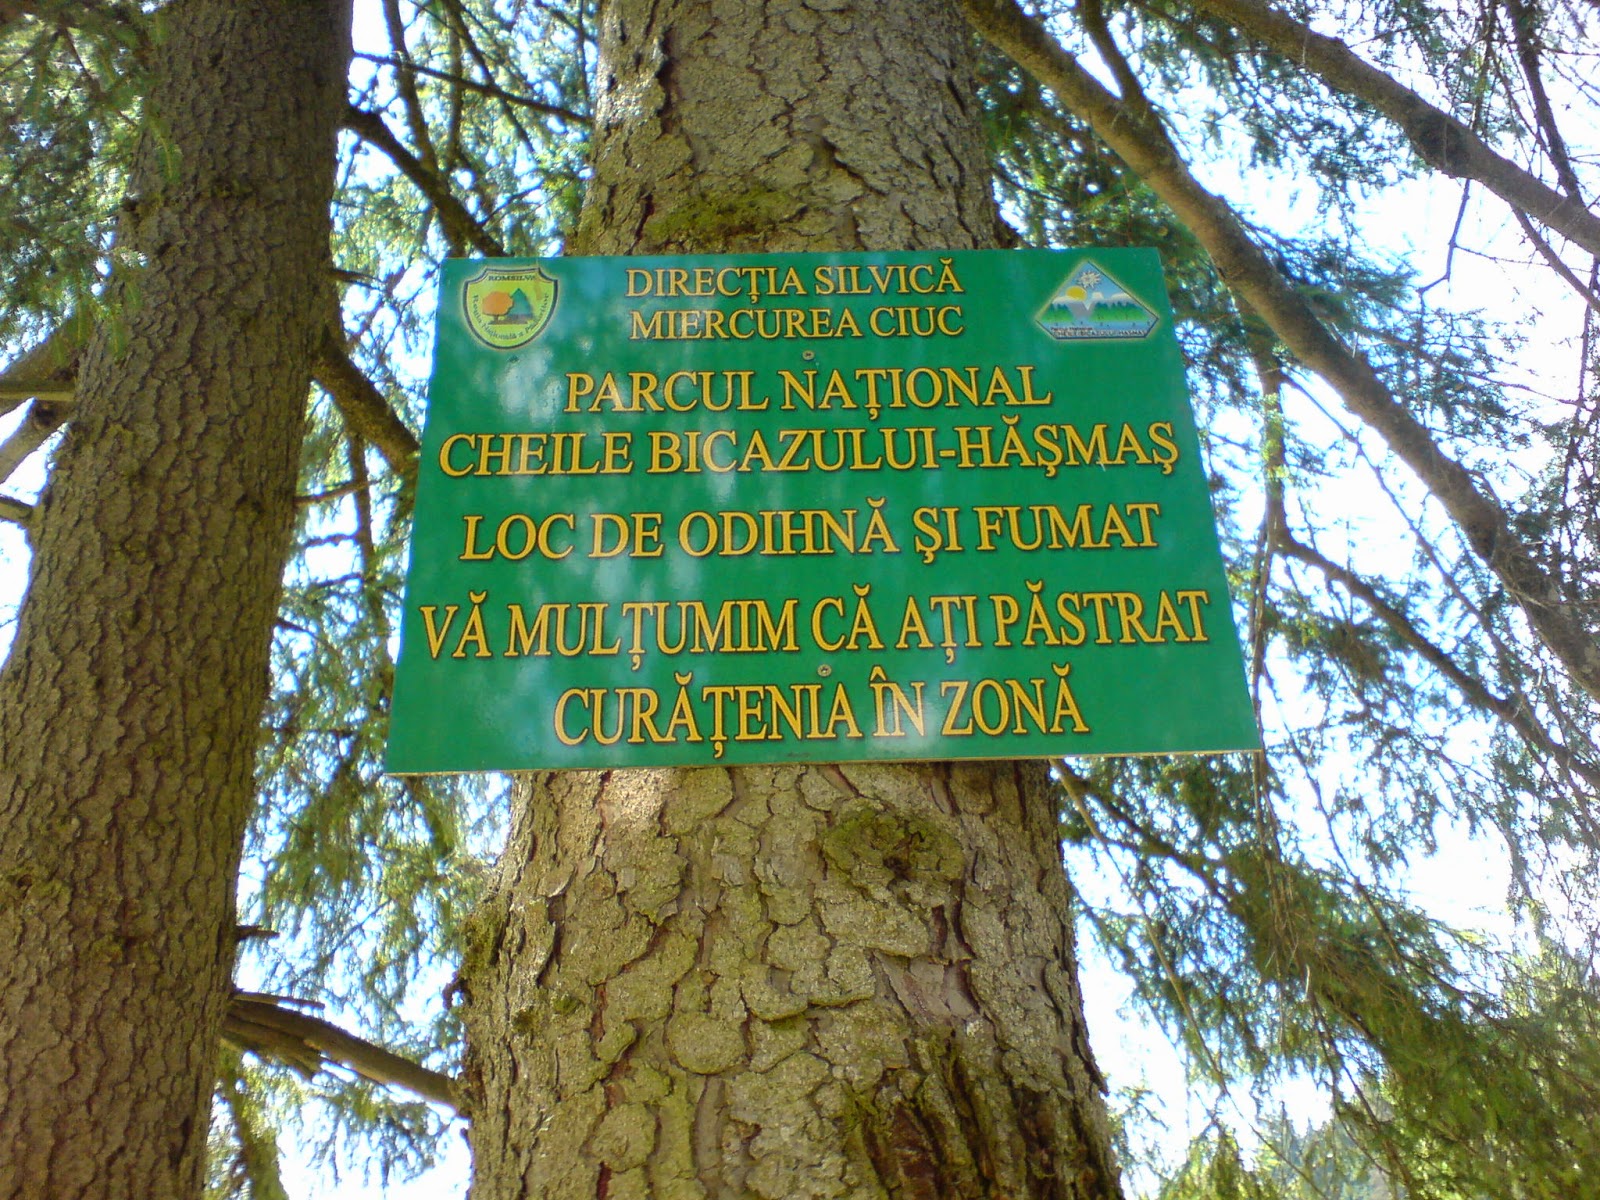 ROMSILVA
DIRECȚIA SILVICĂ
MIERCUREA CIUC
PARCUL NAȚIONAL
CHEILE BICAZULUI-HĂŞMAŞ
LOC DE ODIHNĂ ŞI FUMAT
VĂ MULȚUMIM CĂ AȚI PĂSTRAT
CURĂȚENIA ÎN ZONĂ